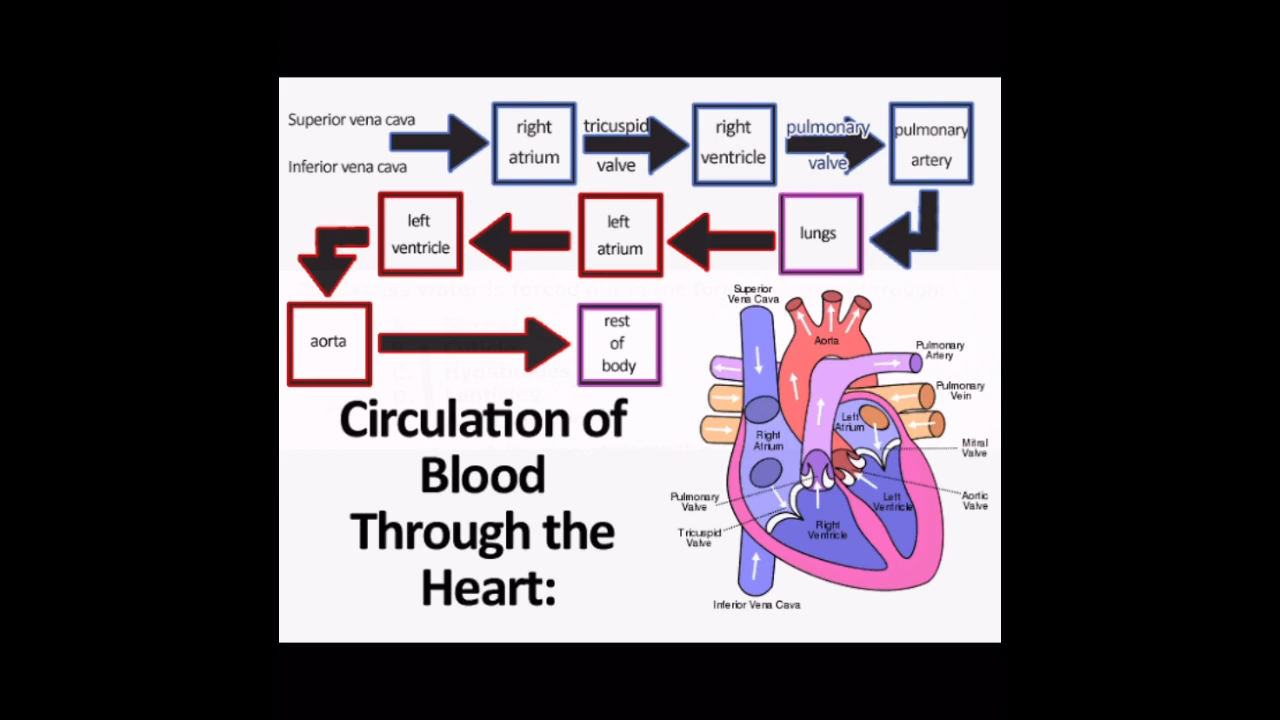 Superior vena cava
Inferior vena cava
right
atrium
tricuspid
valve
right
ventricle
pulmonary
valve
pulmonary
artery
left
ventricle
left
atrium
lungs
aorta
rest
of
body
Circulation of
Blood
Through the
Heart:
Superior
Vena Cava
Aorta
Pulmonary
Artery
Pulmonary
Vein
Left
Atrium
Right
Atrium
Mitral
Valve
Pulmonary
Valve
Left
Ventricle
Aortic
Valve
Tricuspid
Valve
Right
Ventricle
Inferior Vena Cava